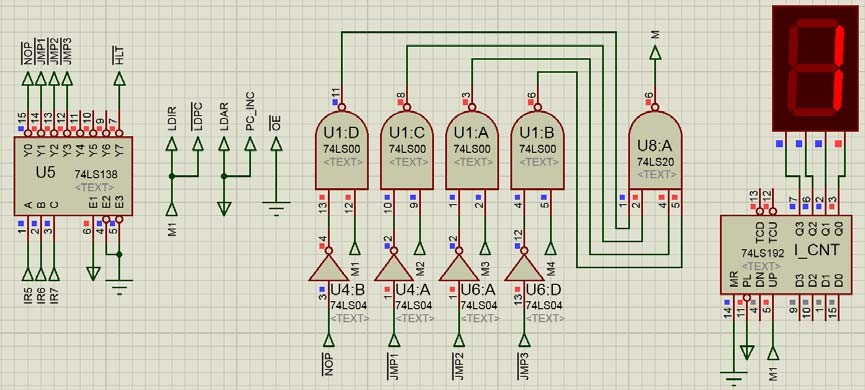 NOP
JMP1
JMP2
JMP3
HLT
15 14 13 12 11 10 9 7
Y0 Y1 Y2 Y3 Y4 Y5 Y6 Y7
U5
74LS138
<TEXT>
A B C E1 E2 E3
1 2 3 6 4 5
IR5 IR6 IR7
LDIR
LDPC
LDAR
PC_INC
OE
M1
11 8 3 6
U1:D U1:C U1:A U1:B
74LS00 74LS00 74LS00 74LS00
<TEXT> <TEXT> <TEXT> <TEXT>
13 12 10 9 1 2 4 5
4 2 2 12
M1 M2 M3 M4
U4:B U4:A U6:A U6:D
3 1 1 13
74LS04 74LS04 74LS04 74LS04
<TEXT> <TEXT> <TEXT> <TEXT>
NOP JMP1 JMP2 JMP3
M
6
U8:A
74LS20
<TEXT>
1 2 4 5
1
13 12 7 6 2 3
TCD TCU Q3 Q2 Q1 Q0
I_CNT
74LS192
<TEXT>
MR PL DN UP D3 D2 D1 D0
14 11 4 5 9 10 1 15
M1